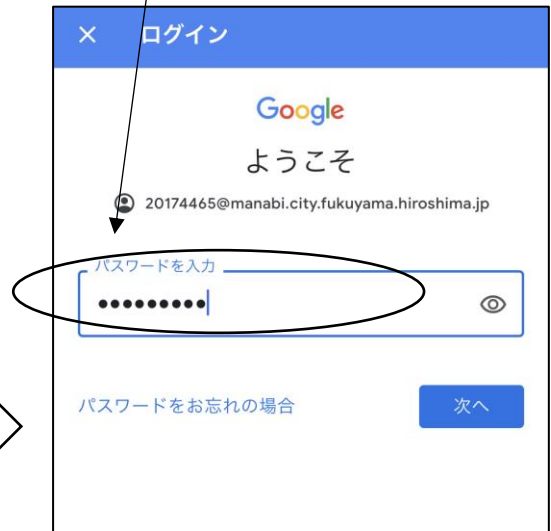 ログイン
Google
ようこそ
20174465@manabi.city.fukuyama.hiroshima.jp
パスワードを入力
•••••••••
パスワードをお忘れの場合
次へ